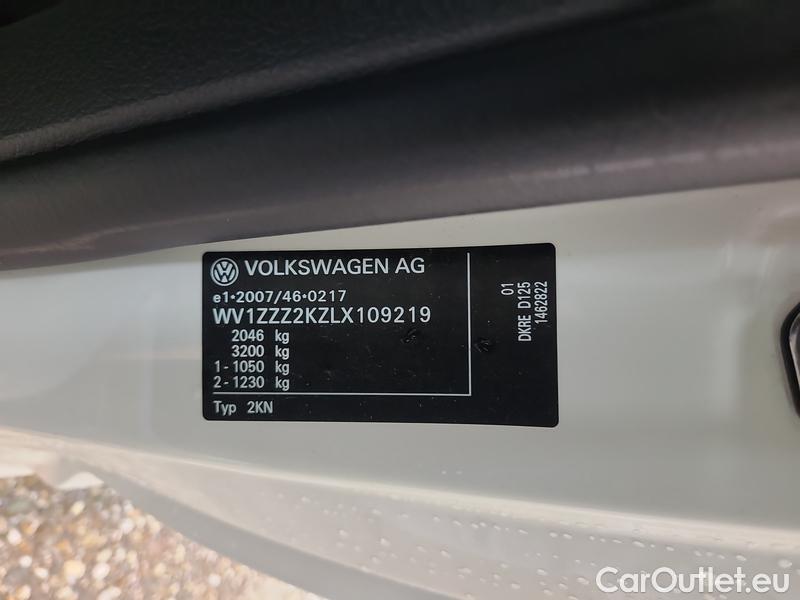 VOLKSWAGEN AG
e1•2007/46•0217
WV1ZZZ2KZLX109219
2046 kg
3200 kg
1 - 1050 kg
2 - 1230 kg
Typ 2KN
01
DKRE D125
1462822
CarOutlet.eu